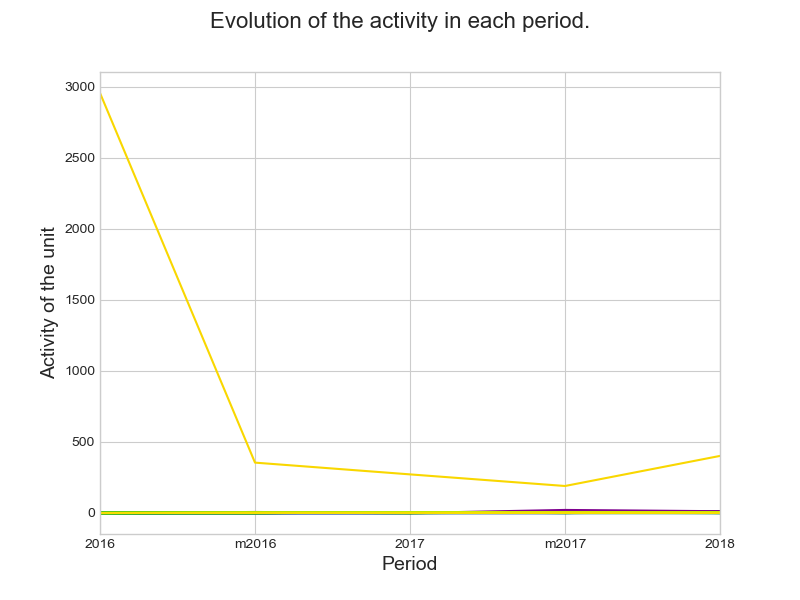 Evolution of the activity in each period.
3000
2500
2000
1500
1000
500
0
Activity of the unit
2016 m2016 2017 m2017 2018
Period